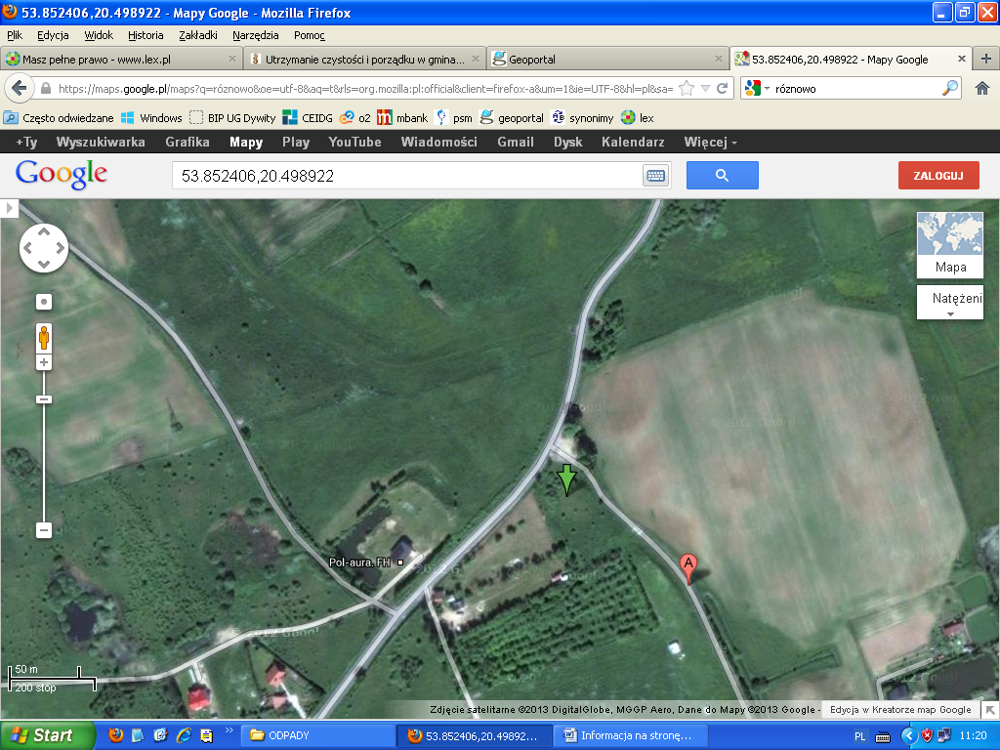 53.852406,20.498922 - Mapy Google - Mozilla Firefox
Plik Edycja Widok Historia Zakładki Narzędzia Pomoc
Masz pełne prawo - www.lex.pl
Utrzymanie czystości i porządku w gmina...
Geoportal
53.852406,20.498922 - Mapy Google
https://maps.google.pl/maps?q=róznowo&oe=utf-8&aq=t&rls=org.mozilla:pl:official&client=firefox-a&um=1&ie=UTF-8&hl=pl&sa=
róznowo
Często odwiedzane Windows BIP UG Dywity CEIDG o2 mbank psm geoportal synonimy lex
+Ty Wyszukiwarka Grafika Mapy Play YouTube Wiadomości Gmail Dysk Kalendarz Więcej
Google
53.852406,20.498922
ZALOGUJ
Mapa
Natężeni
Pol-aura. FH
A
50 m
200 stóp
Zdjęcie satelitarne ©2013 DigitalGlobe, MGGP Aero, Dane do Mapy ©2013 Google -
Edycja w Kreatorze map Google
Start
ODPADY
53.852406,20.49892...
Informacja na stronę...
PL
11:20